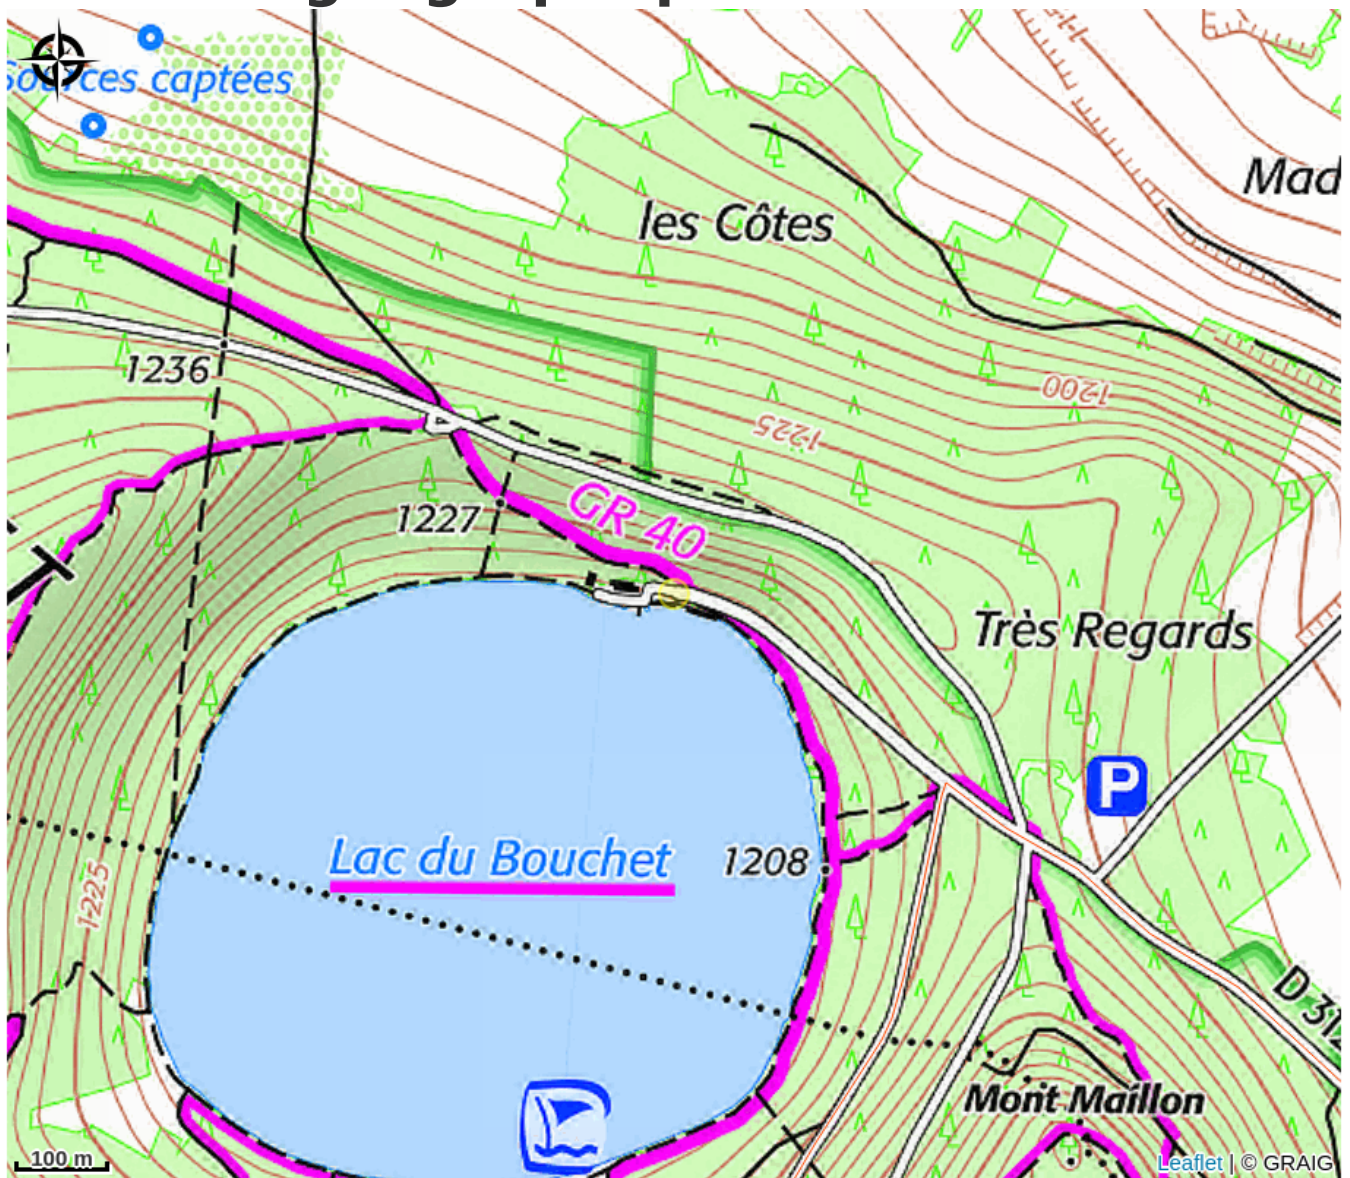 Sources captées
les Côtes
Mad
1236
1200
1225
GR 40
1227
Très Regards
P
Lac du Bouchet
1208
1225
D 312
Mont Maillon
100 m
Leaflet | © GRAIG